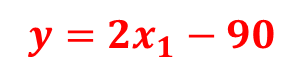 y = 2x₁ − 90